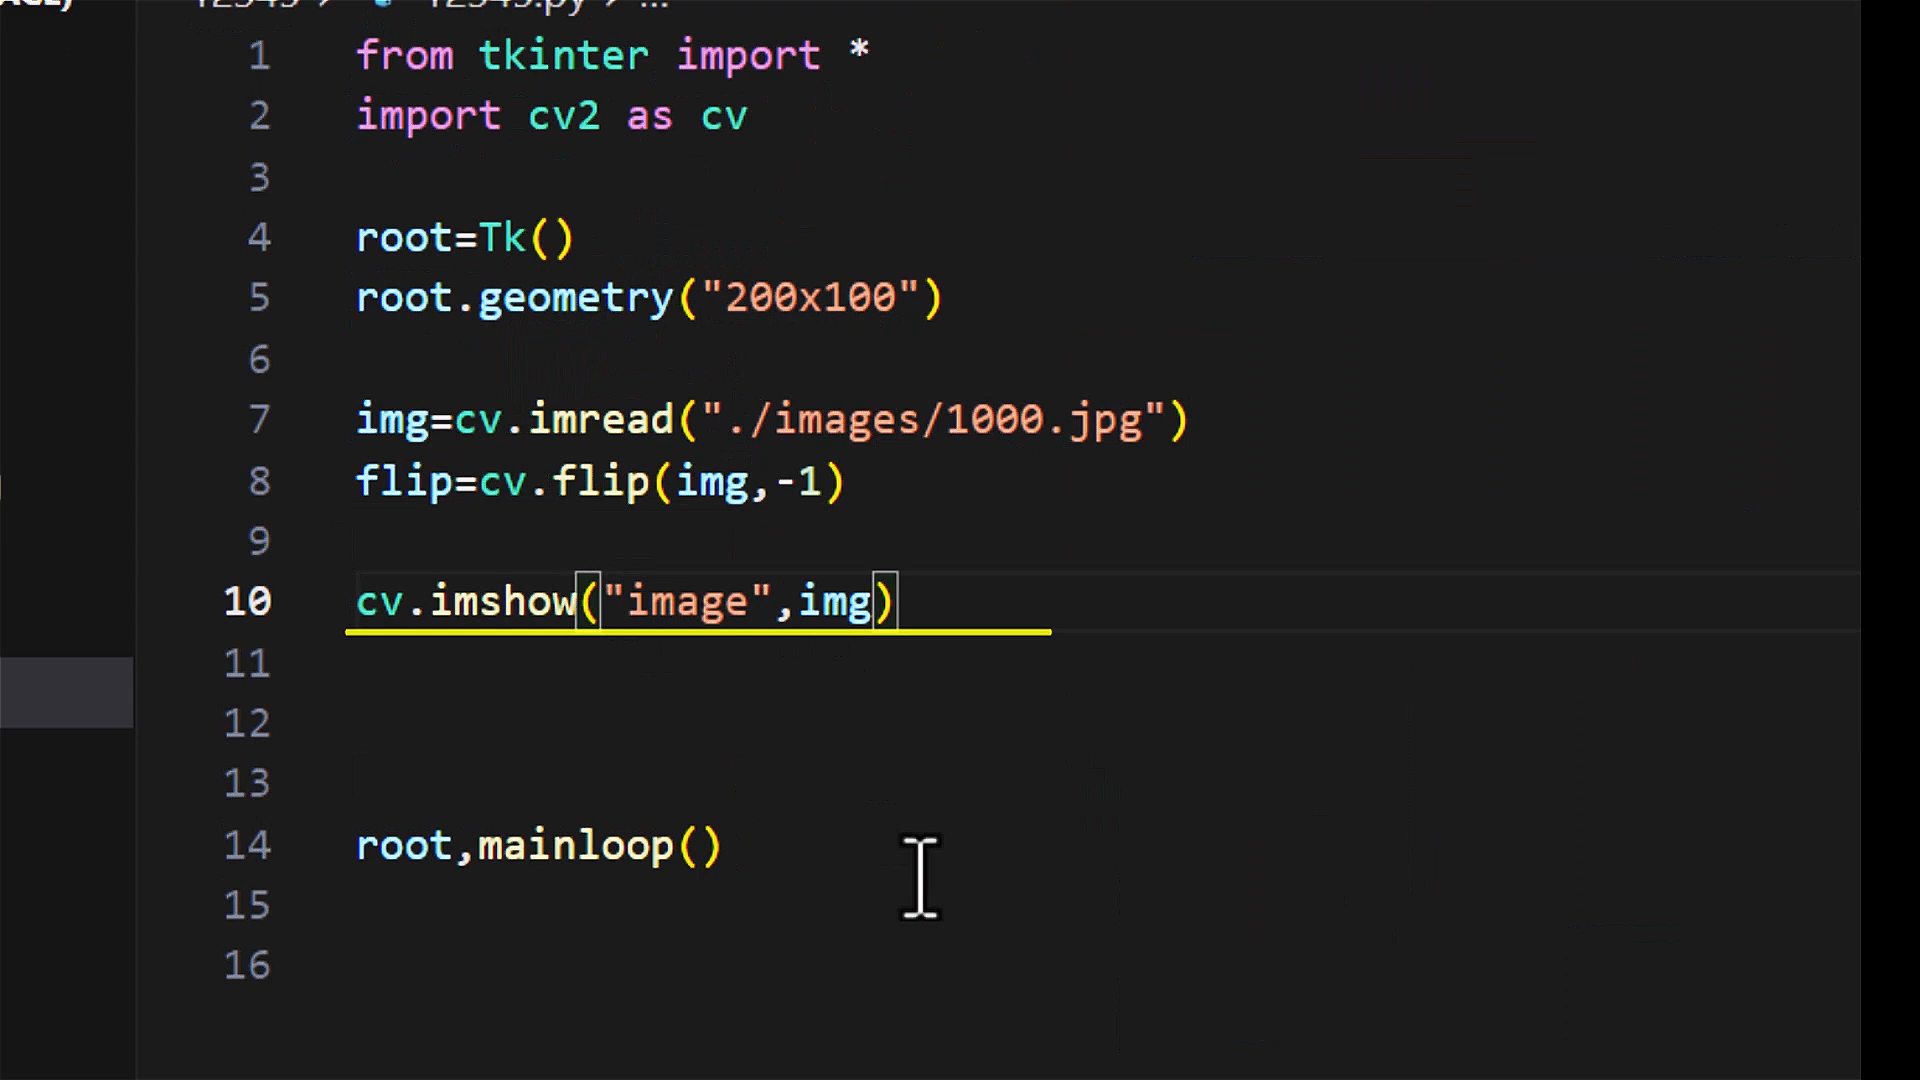 1 from tkinter import *
2 import cv2 as cv
3
4 root=Tk()
5 root.geometry("200x100")
6
7 img=cv.imread("./images/1000.jpg")
8 flip=cv.flip(img,-1)
9
10 cv.imshow("image",img)
11
12
13
14 root,mainloop()
15
16